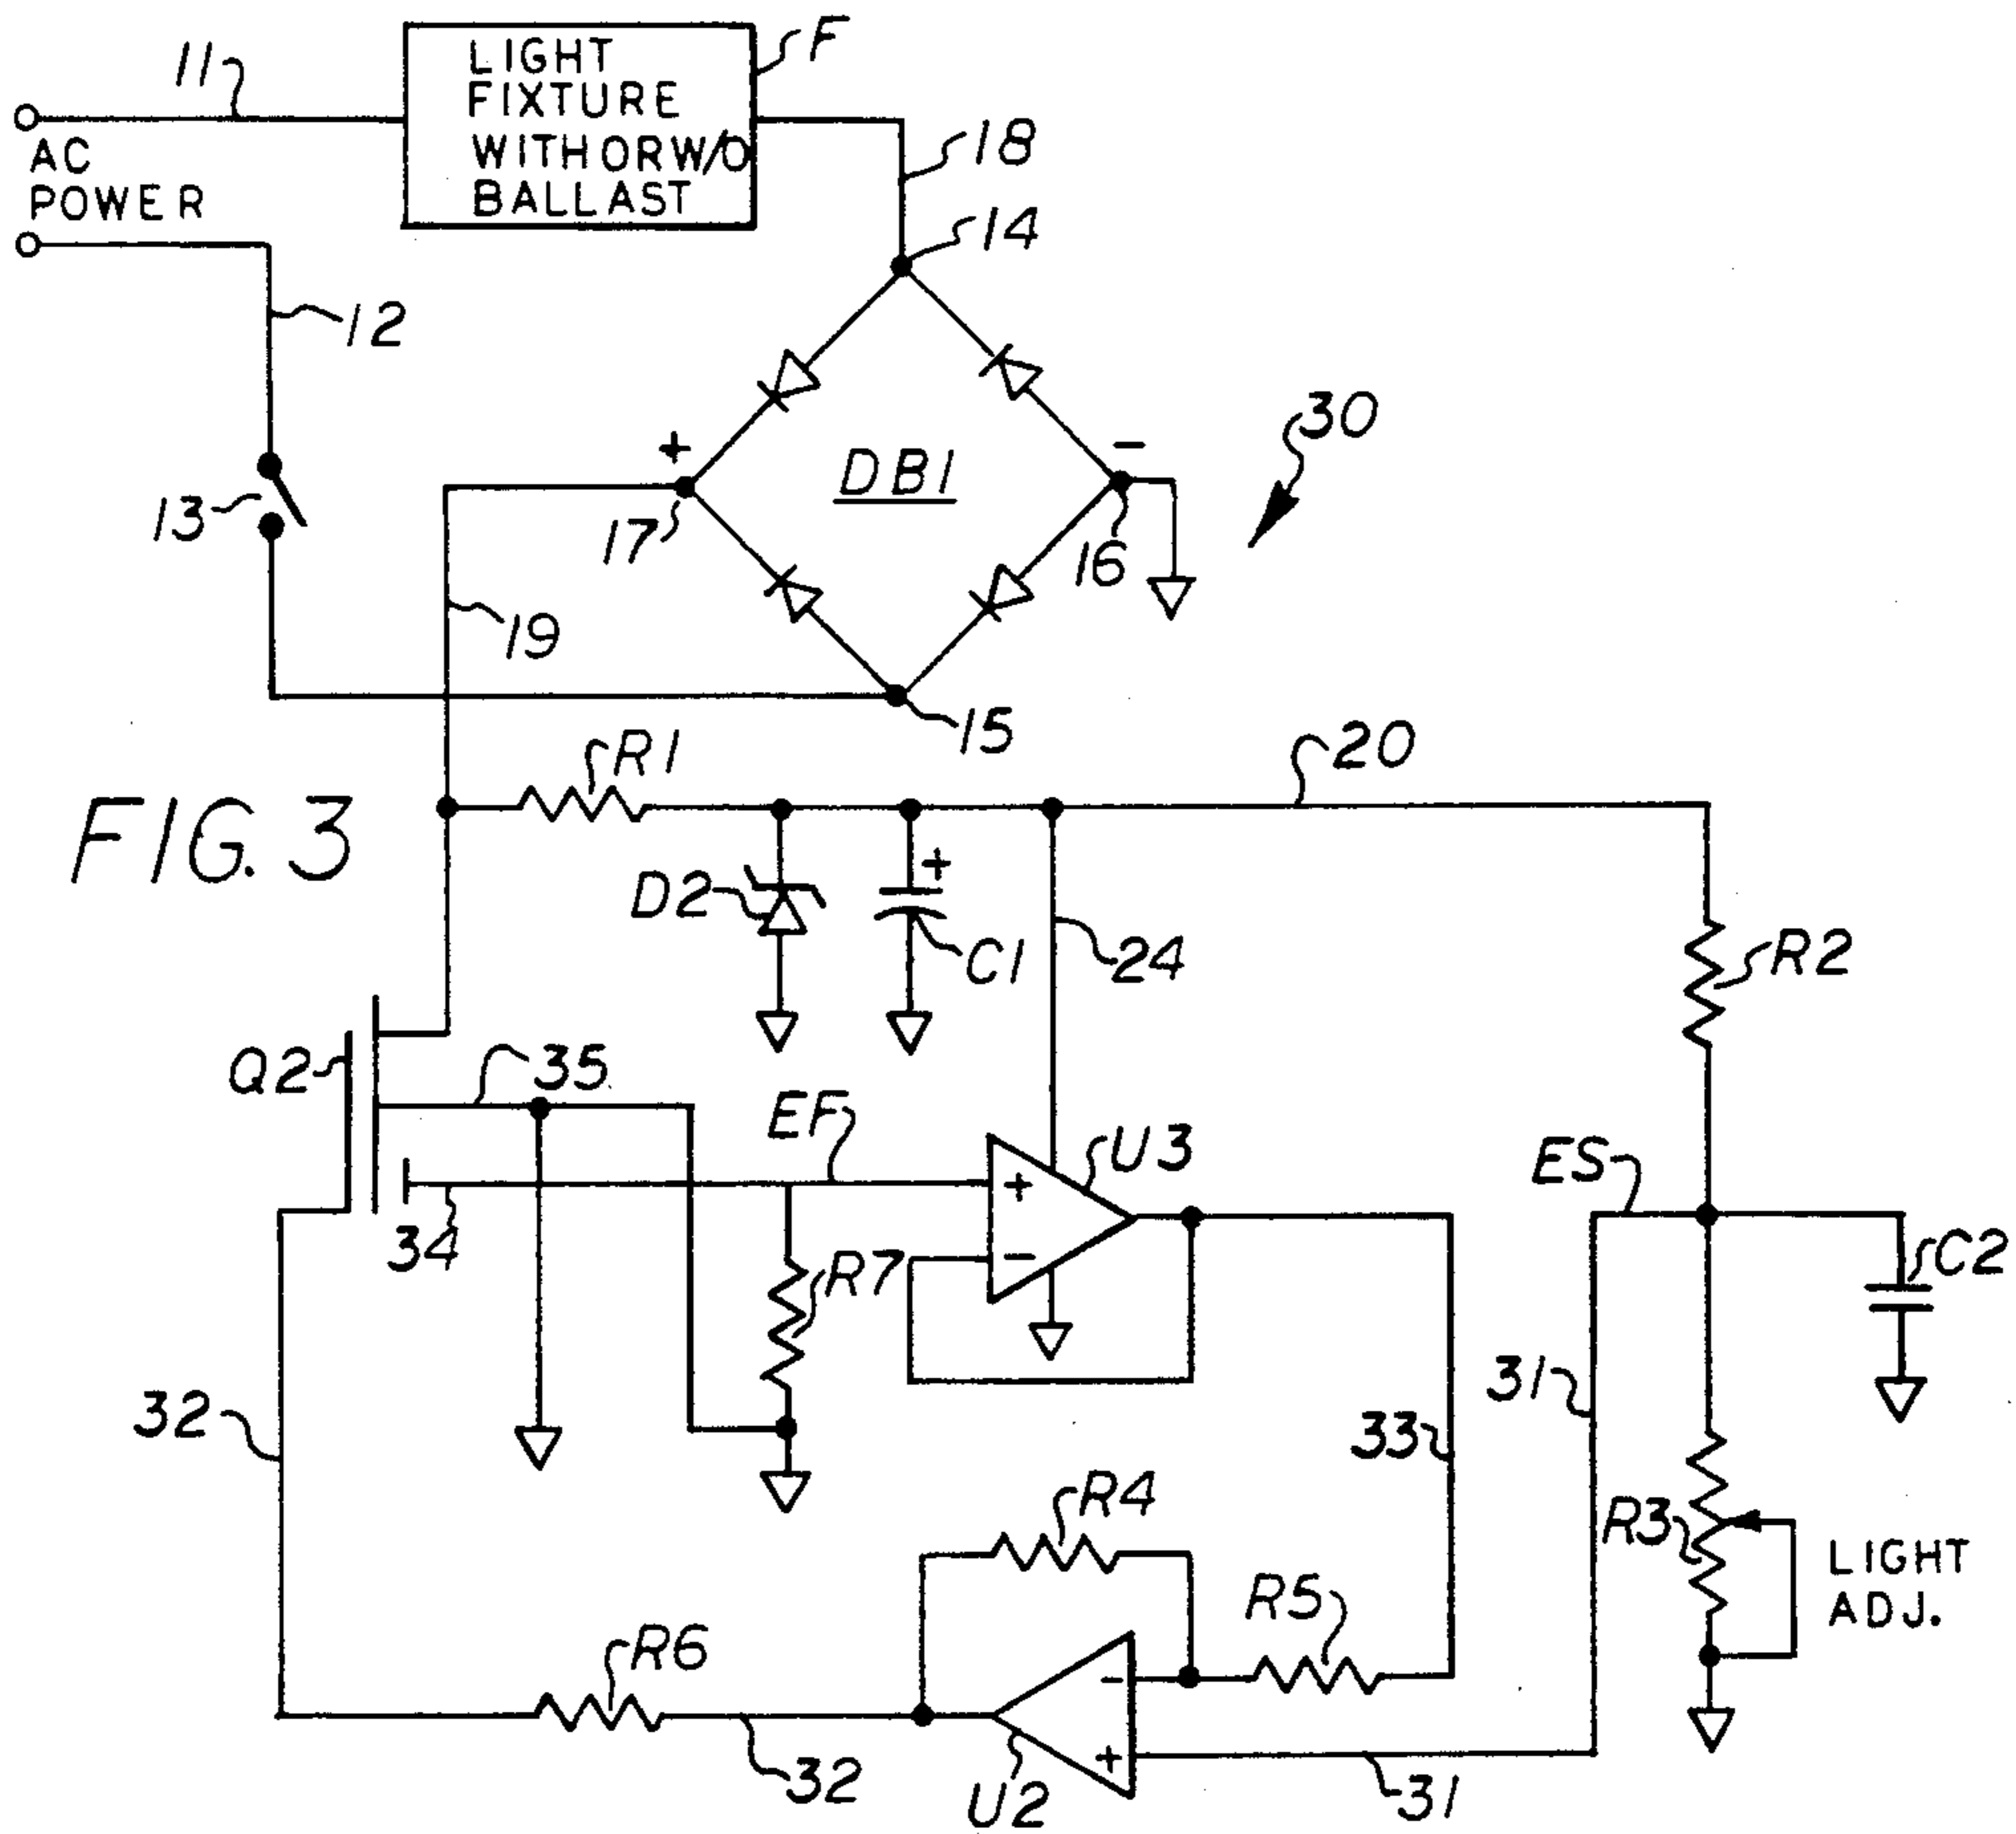 11
LIGHT
FIXTURE
WITHORW/O
BALLAST
F
AC
POWER
18
14
12
30
+
-
DB1
13
17
16
19
15
20
R1
FIG. 3
D2
+
C1
24
R2
Q2
35
EF
U3
ES
+
34
-
R7
C2
32
31
33
R4
R3
LIGHT
ADJ.
R5
R6
-
+
32
U2
31